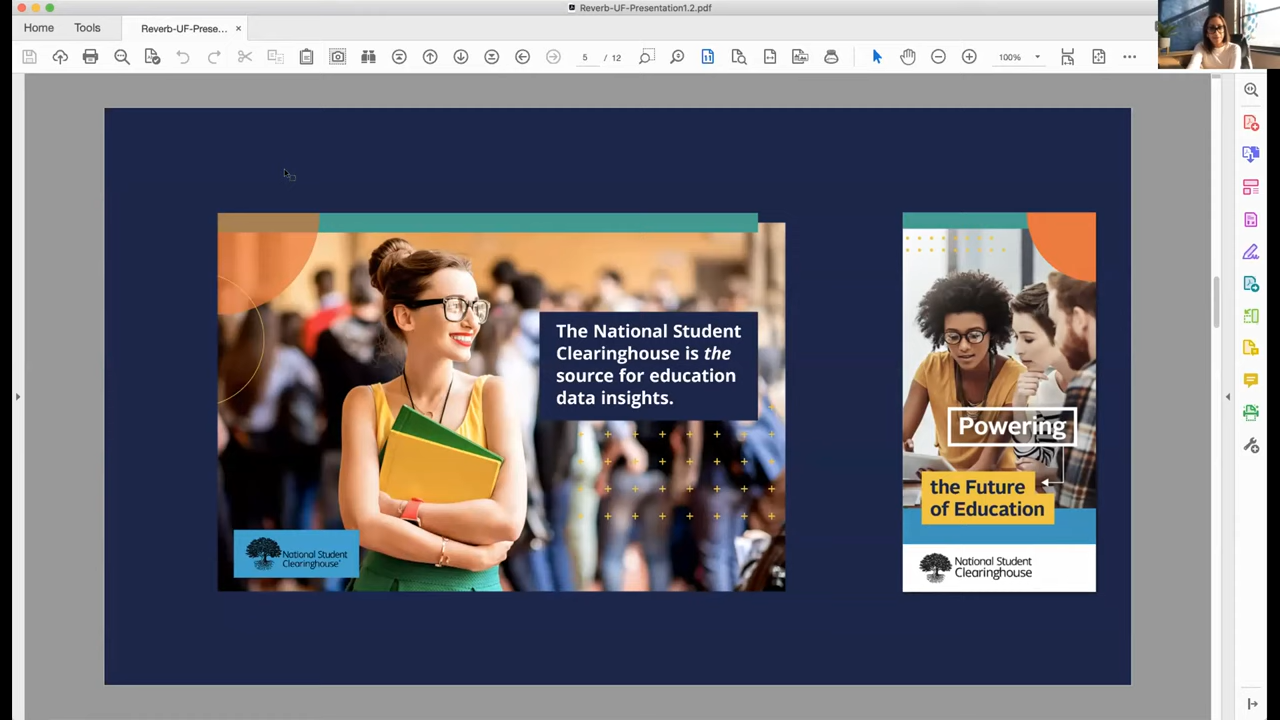 Reverb-UF-Presentation1.2.pdf
Home
Tools
Reverb-UF-Prese... ×
5 / 12
100%
The National Student
Clearinghouse is the
source for education
data insights.
National Student
Clearinghouse
Powering
the Future
of Education
National Student
Clearinghouse